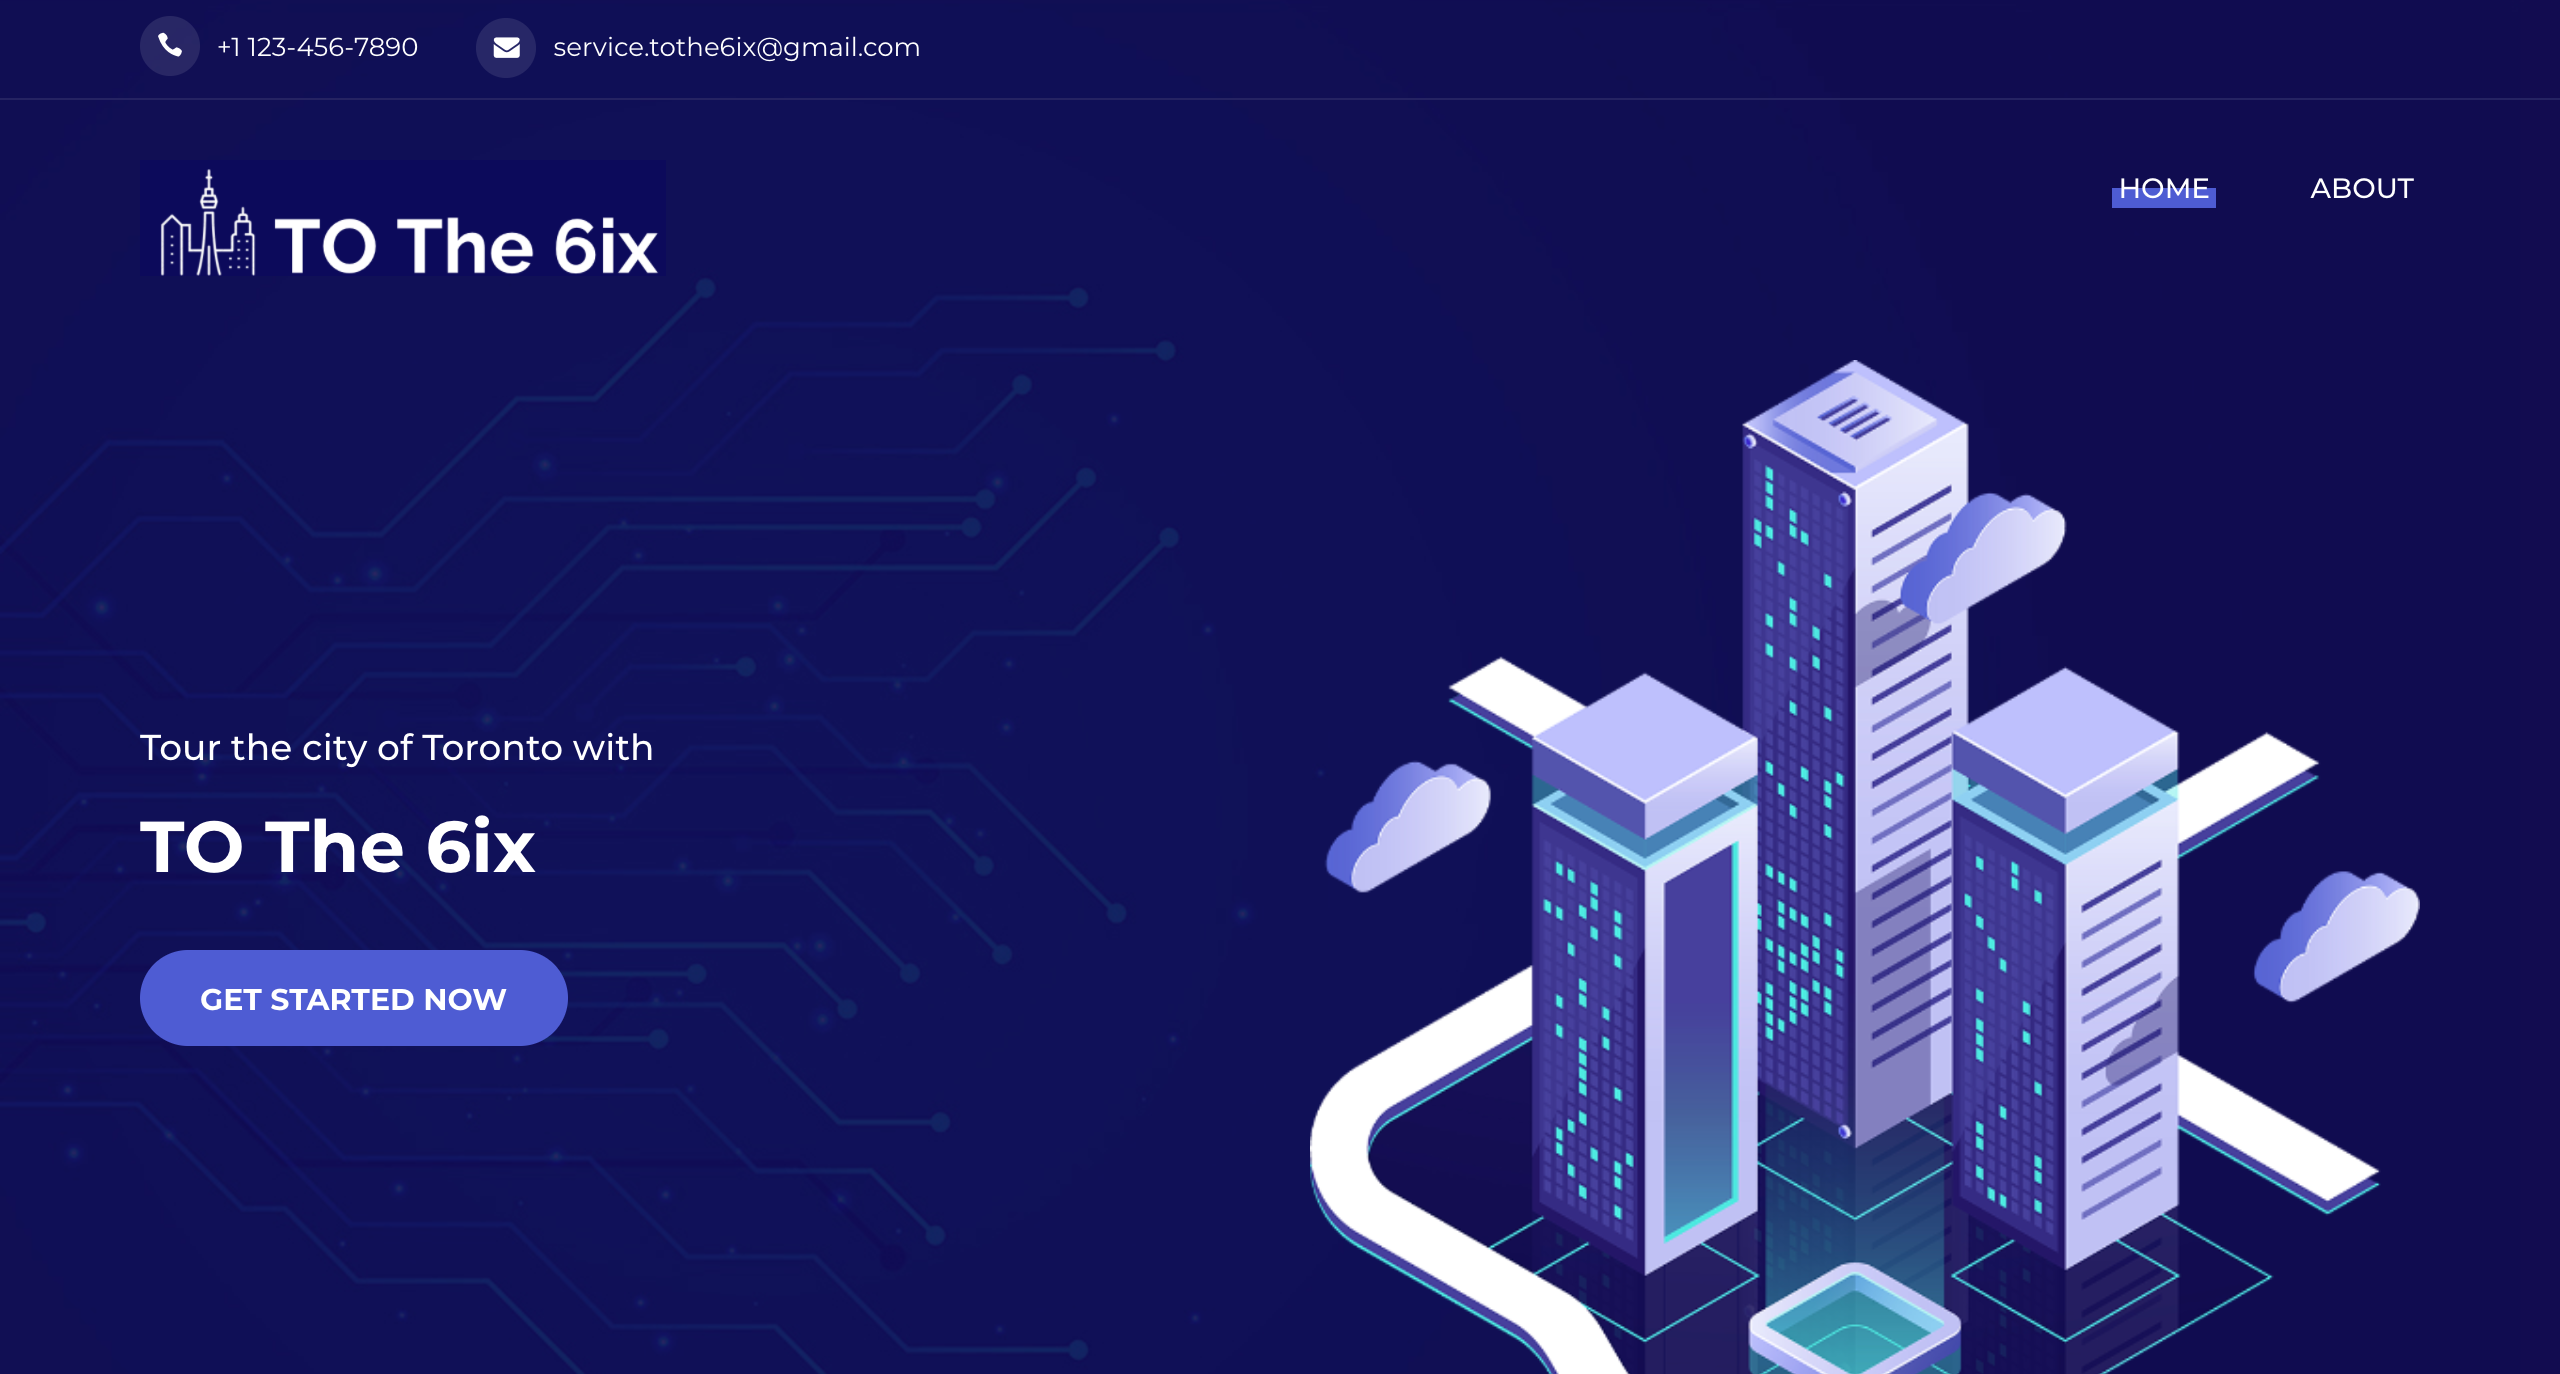 +1 123-456-7890
service.tothe6ix@gmail.com
TO The 6ix
HOME
ABOUT
Tour the city of Toronto with
TO The 6ix
GET STARTED NOW